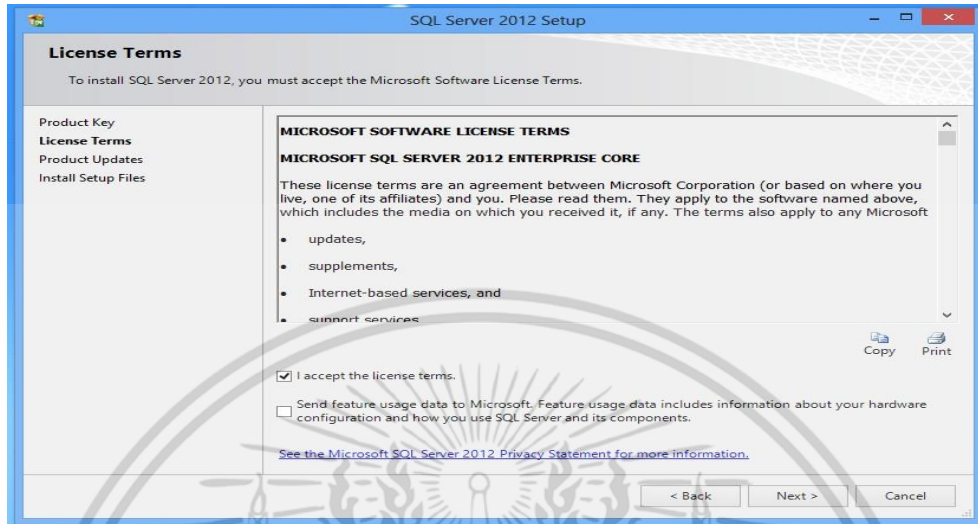 SQL Server 2012 Setup
License Terms
To install SQL Server 2012, you must accept the Microsoft Software License Terms.
Product Key
License Terms
Product Updates
Install Setup Files
MICROSOFT SOFTWARE LICENSE TERMS
MICROSOFT SQL SERVER 2012 ENTERPRISE CORE
These license terms are an agreement between Microsoft Corporation (or based on where you
live, one of its affiliates) and you. Please read them. They apply to the software named above,
which includes the media on which you received it, if any. The terms also apply to any Microsoft
• updates,
• supplements,
• Internet-based services, and
• support services
Copy Print
I accept the license terms.
Send feature usage data to Microsoft. Feature usage data includes information about your hardware
configuration and how you use SQL Server and its components.
See the Microsoft SQL Server 2012 Privacy Statement for more information.
< Back Next > Cancel